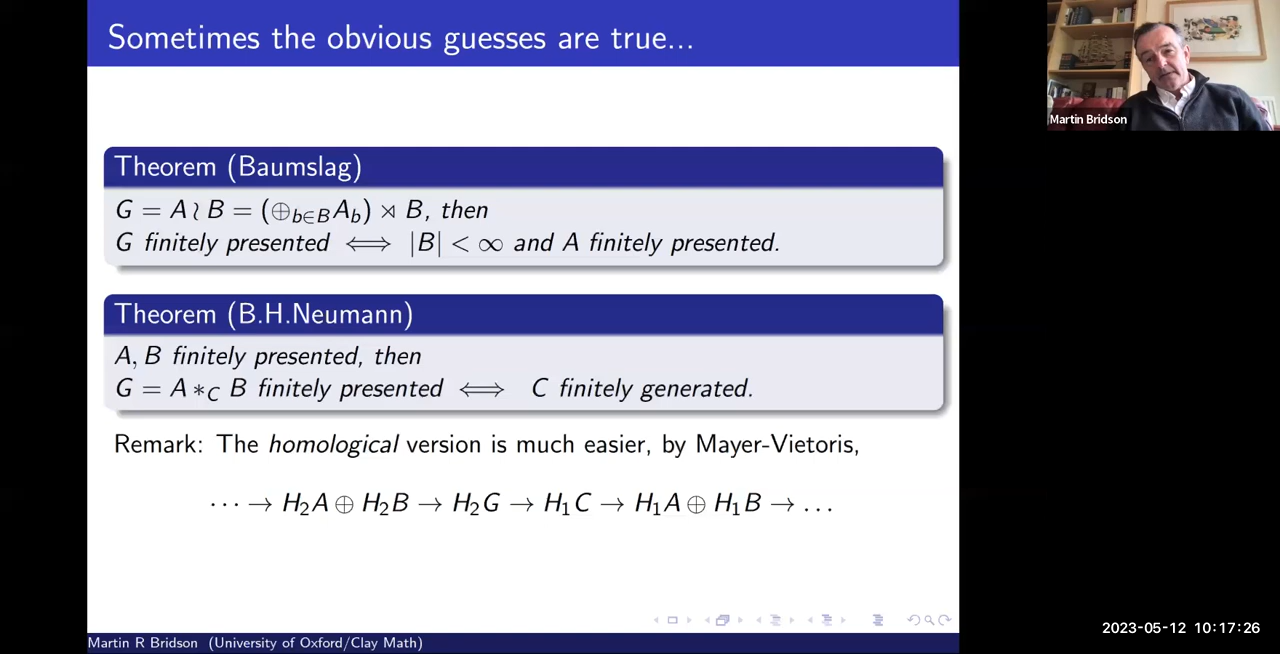 Sometimes the obvious guesses are true...
Theorem (Baumslag)
G = A ≀ B = (⊕_{b∈B} A_b) ⋊ B, then
G finitely presented ⟺ |B| < ∞ and A finitely presented.
Theorem (B.H.Neumann)
A, B finitely presented, then
G = A *_C B finitely presented ⟺ C finitely generated.
Remark: The homological version is much easier, by Mayer-Vietoris,
⋯ → H₂A ⊕ H₂B → H₂G → H₁C → H₁A ⊕ H₁B → …
Martin R Bridson (University of Oxford/Clay Math)
Martin Bridson
2023-05-12 10:17:26